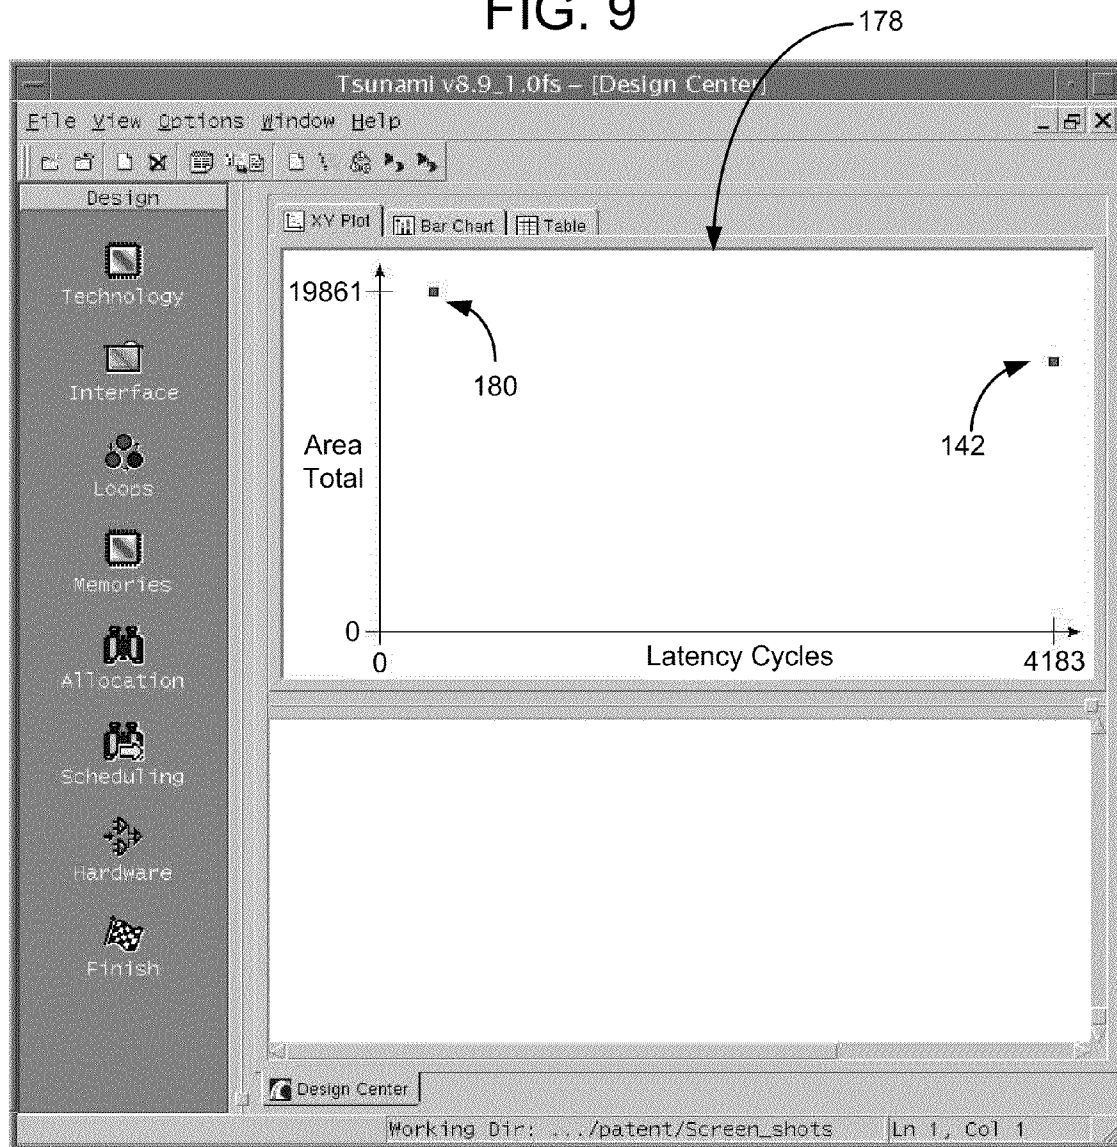 FIG. 9
178
Tsunami v8.9_1.0fs – [Design Center]
File View Options Window Help
Design
Technology
Interface
Loops
Memories
Allocation
Scheduling
Hardware
Finish
XY Plot Bar Chart Table
19861
180
142
Area
Total
0
0 Latency Cycles 4183
Design Center
Working Dir: .../patent/Screen_shots Ln 1, Col 1